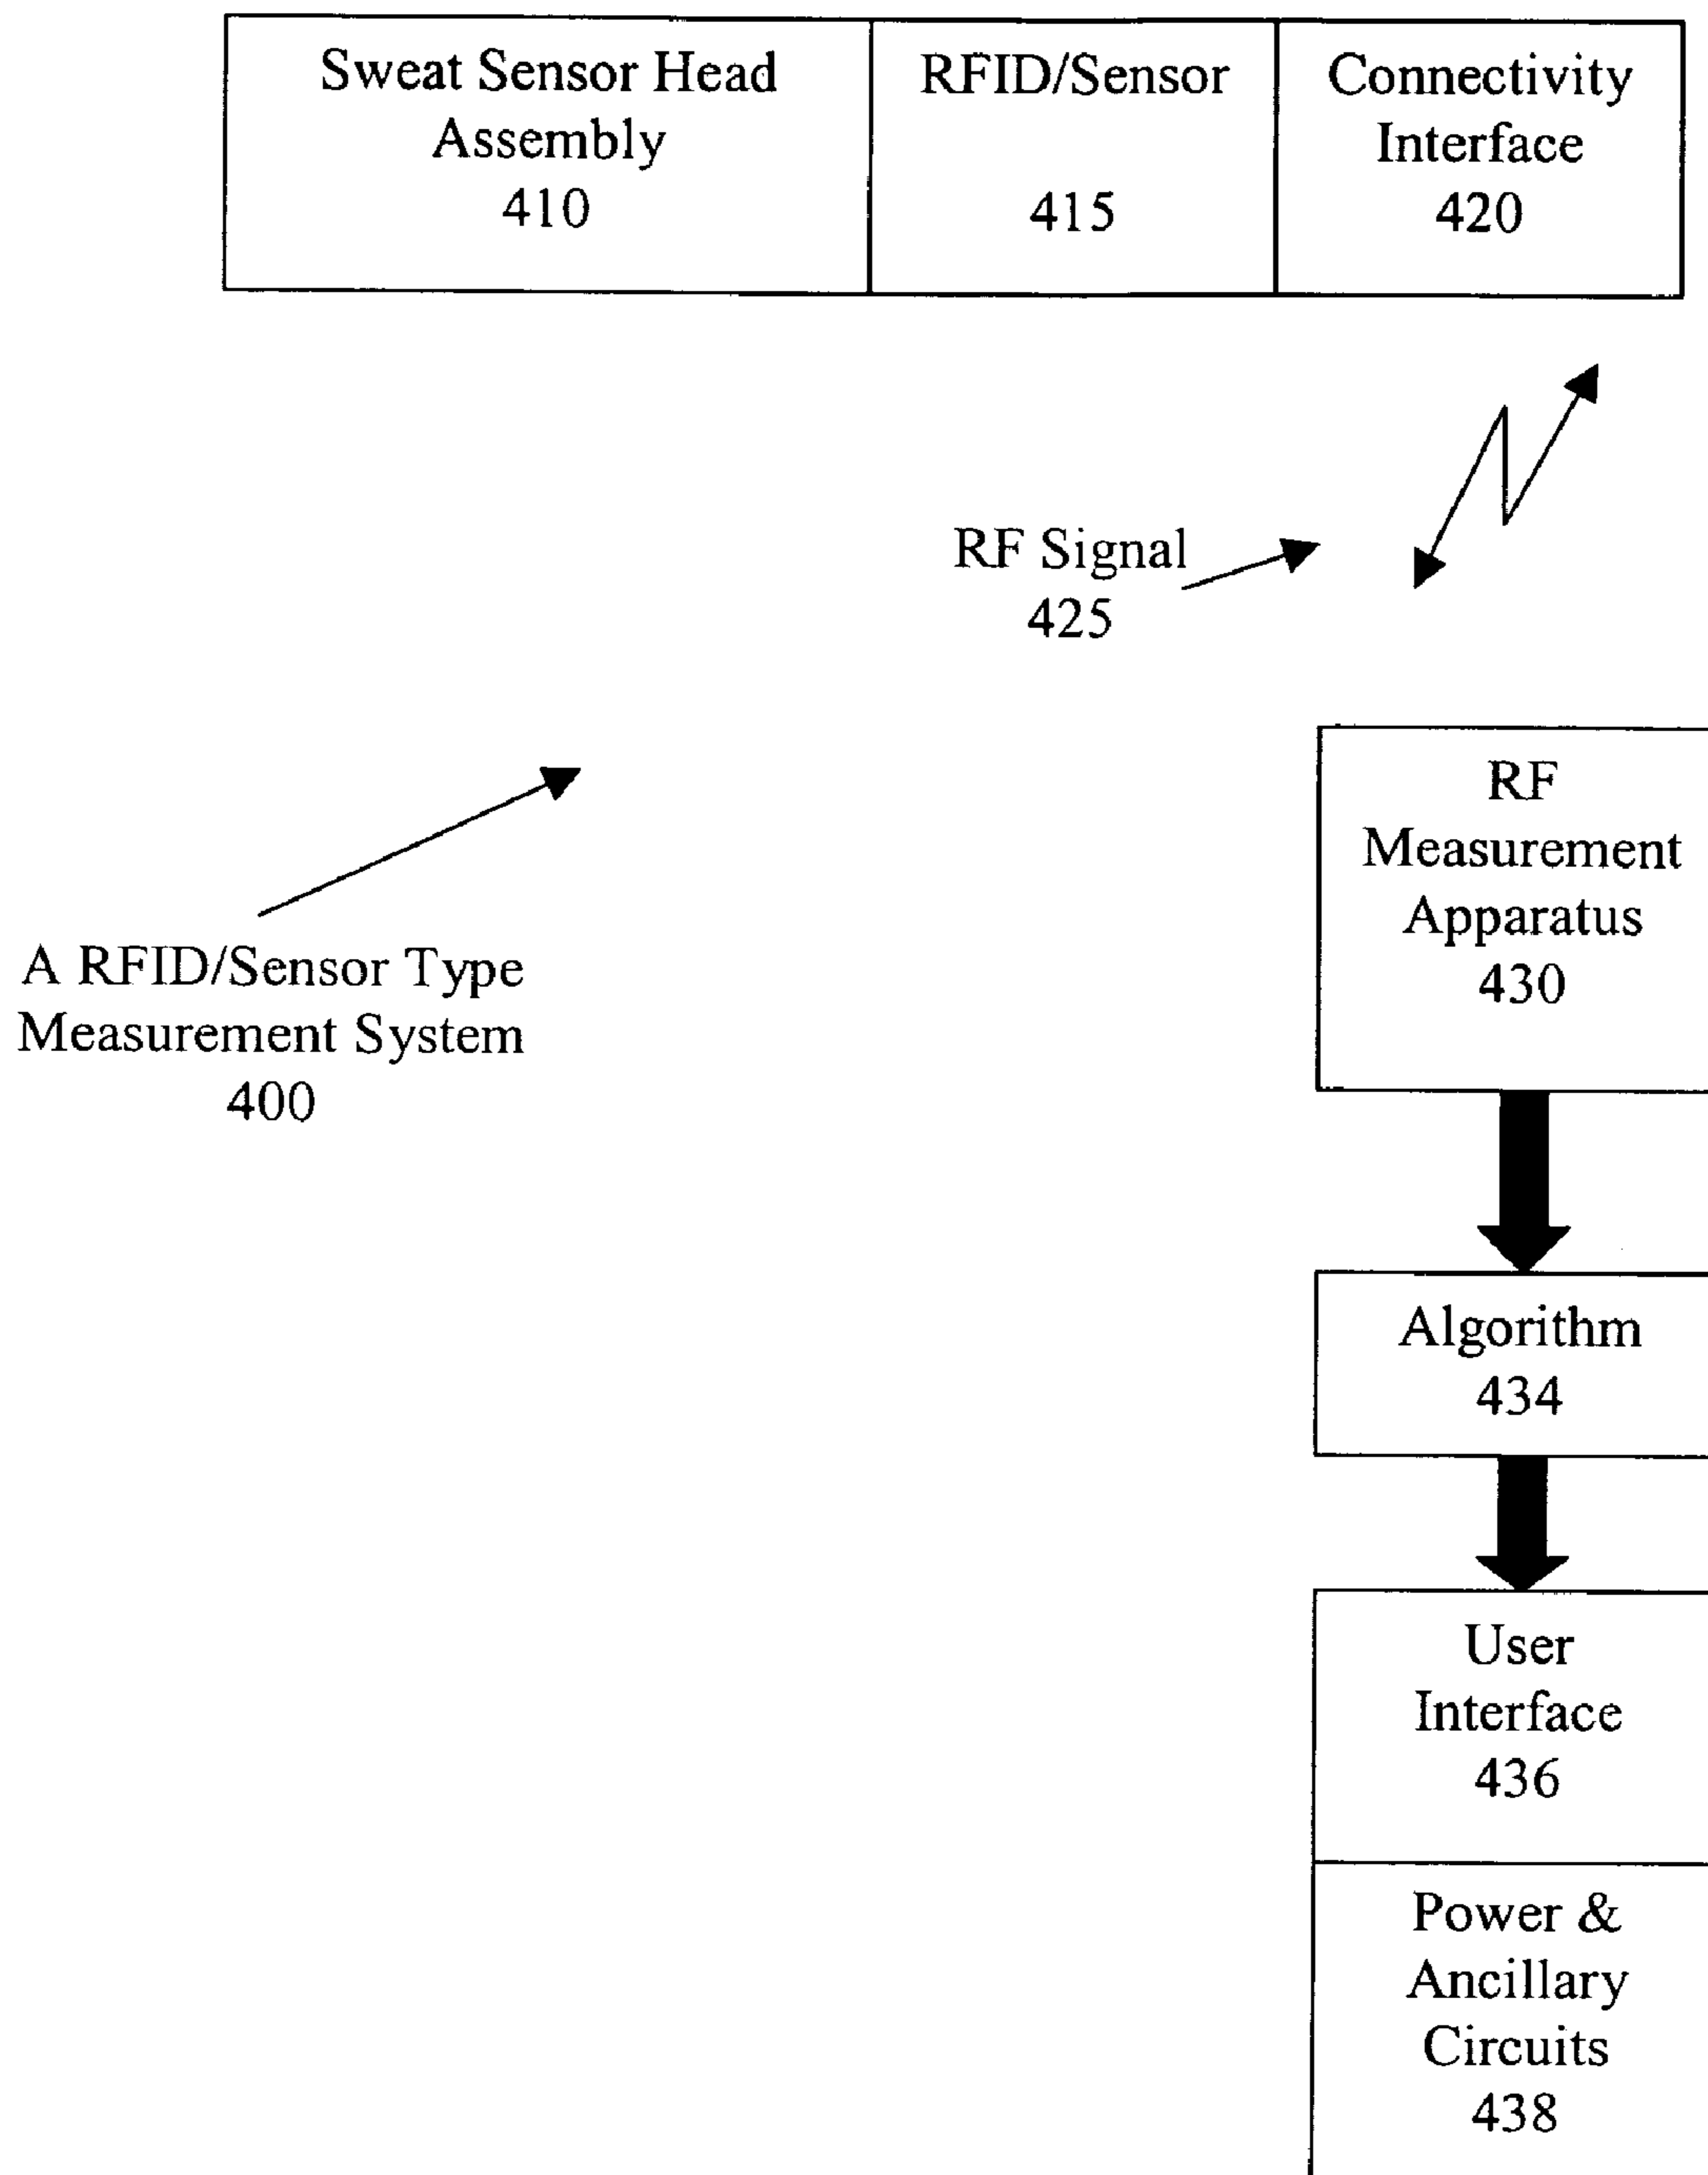 Sweat Sensor Head
Assembly
410
RFID/Sensor
415
Connectivity
Interface
420
RF Signal
425
RF
Measurement
Apparatus
430
A RFID/Sensor Type
Measurement System
400
Algorithm
434
User
Interface
436
Power &
Ancillary
Circuits
438